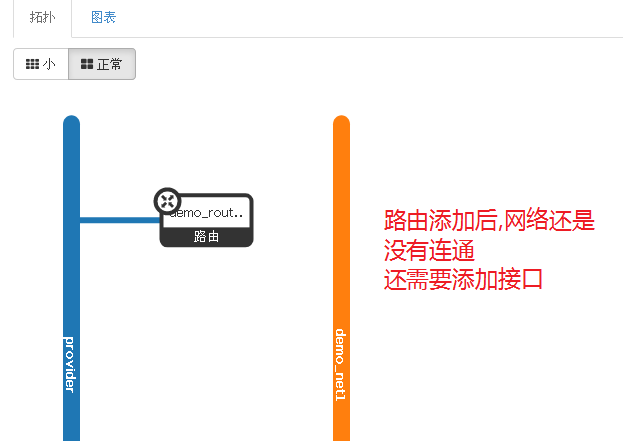 拓扑 图表
小 正常
demo_rout..
路由
provider
demo_net1
路由添加后,网络还是
没有连通
还需要添加接口